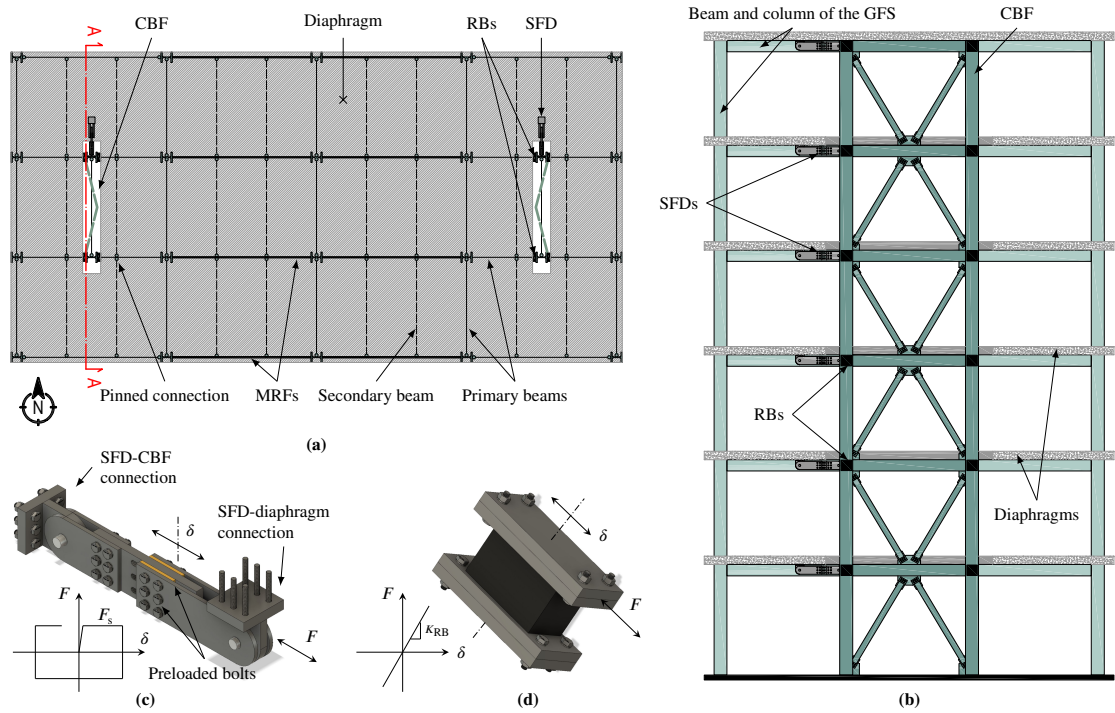 CBF
Diaphragm
RBs
SFD
A
A
Pinned connection
MRFs
Secondary beam
Primary beams
N
(a)
Beam and column of the GFS
CBF
SFDs
RBs
Diaphragms
(b)
SFD-CBF
connection
SFD-diaphragm
connection
δ
F
Fs
δ
F
Preloaded bolts
(c)
δ
F
F
KRB
δ
(d)